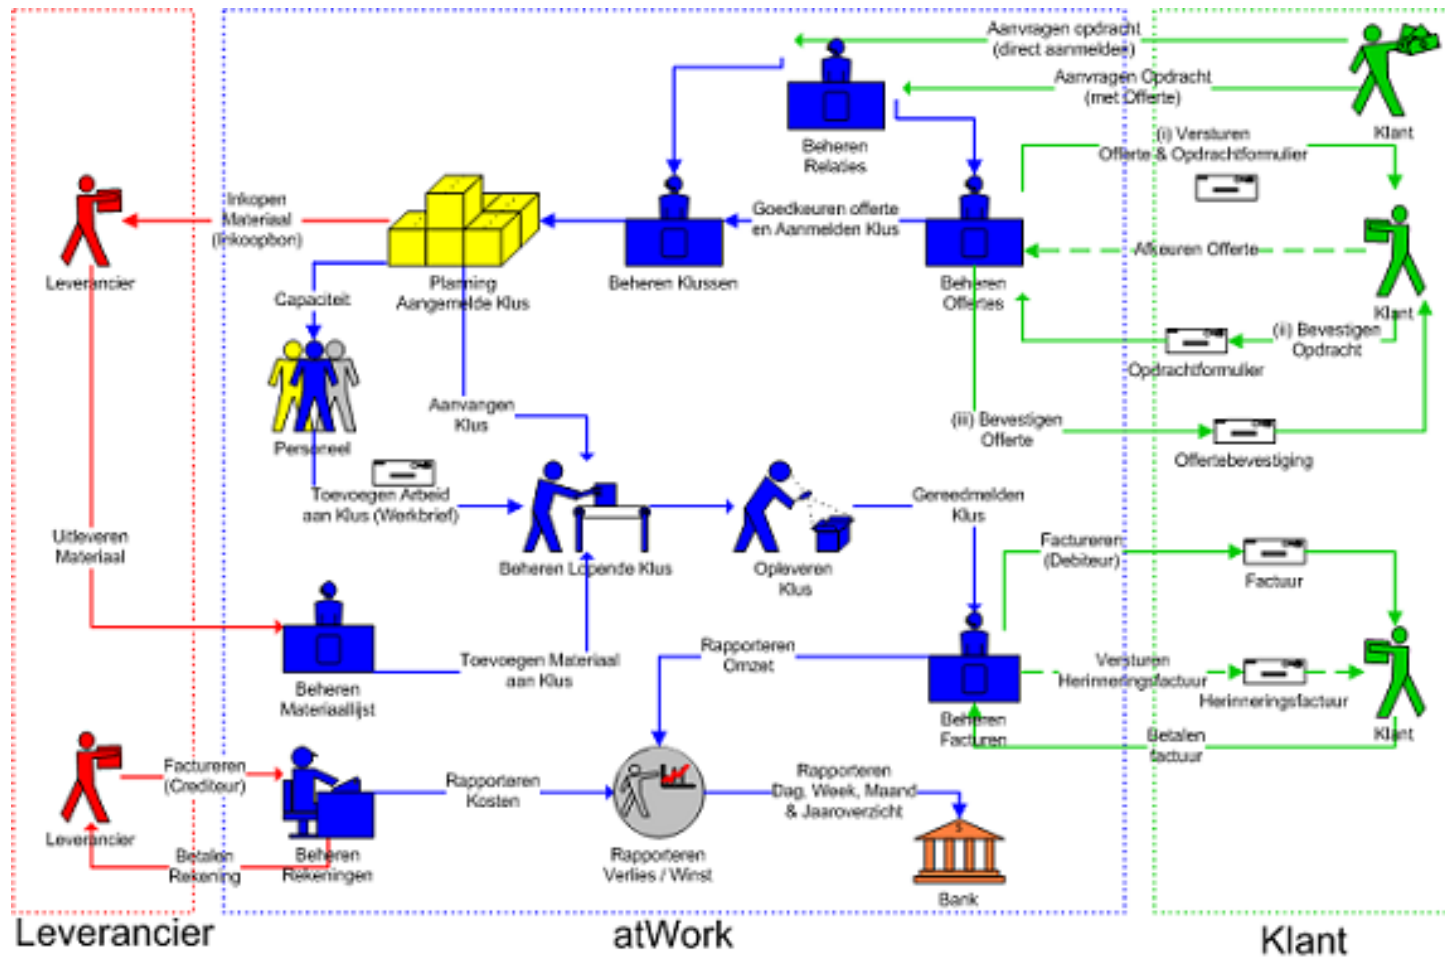 Aanvragen opdracht
(direct aanmelden)
Aanvragen Opdracht
(met Offerte)
Klant
Beheren
Relaties
(i) Versturen
Offerte & Opdrachtformulier
Inkopen
Materiaal
(Inkoopbon)
Goedkeuren offerte
en Aanmelden Klus
Afkeuren Offerte
Leverancier
Planning
Aangemelde Klus
Beheren Klussen
Beheren
Offertes
Klant
Capaciteit
(ii) Bevestigen
Opdracht
Opdrachtformulier
Aanvangen
Klus
(iii) Bevestigen
Offerte
Personeel
Offertebevestiging
Toevoegen Arbeid
aan Klus (Werkbrief)
Gereedmelden
Klus
Uitleveren
Materiaal
Beheren Lopende Klus
Opleveren
Klus
Factureren
(Debiteur)
Factuur
Rapporteren
Omzet
Toevoegen Materiaal
aan Klus
Versturen
Herinneringsfactuur
Herinneringsfactuur
Beheren
Materiaallijst
Beheren
Facturen
Betalen
factuur
Klant
Factureren
(Crediteur)
Rapporteren
Kosten
Rapporteren
Dag, Week, Maand
& Jaaroverzicht
Leverancier
Betalen
Rekening
Beheren
Rekeningen
Rapporteren
Verlies / Winst
$
Bank
Leverancier
atWork
Klant